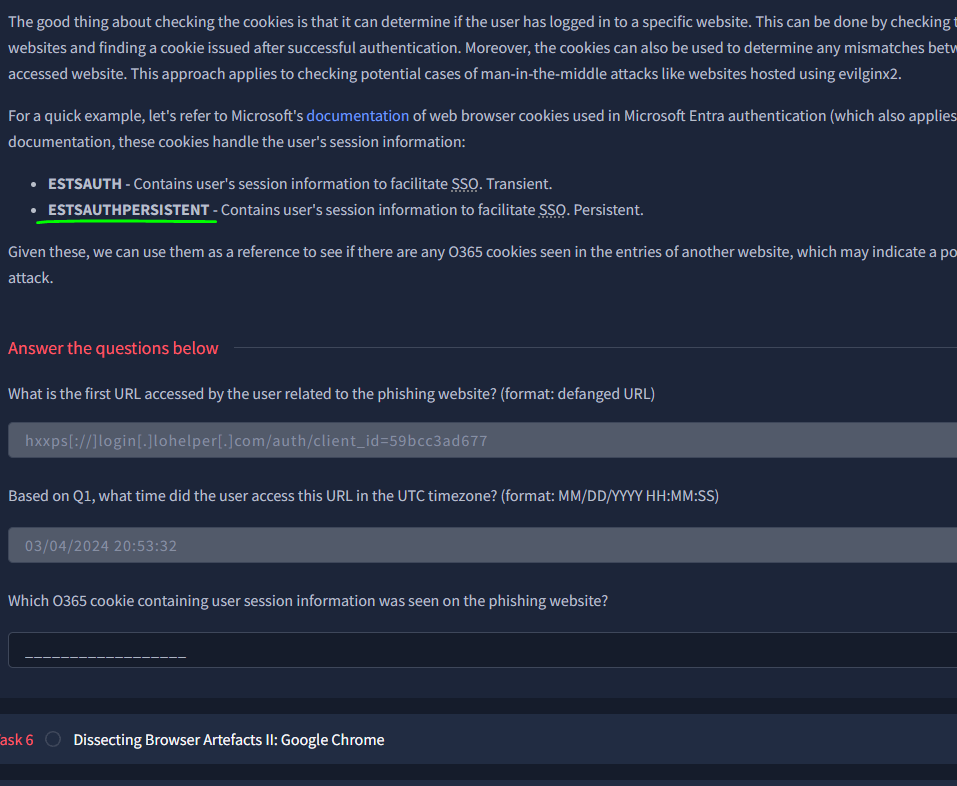 The good thing about checking the cookies is that it can determine if the user has logged in to a specific website. This can be done by checking
websites and finding a cookie issued after successful authentication. Moreover, the cookies can also be used to determine any mismatches
accessed website. This approach applies to checking potential cases of man-in-the-middle attacks like websites hosted using evilginx2.
For a quick example, let's refer to Microsoft's documentation of web browser cookies used in Microsoft Entra authentication (which also applies
documentation, these cookies handle the user's session information:
• ESTSAUTH - Contains user's session information to facilitate SSO. Transient.
• ESTSAUTHPERSISTENT - Contains user's session information to facilitate SSO. Persistent.
Given these, we can use them as a reference to see if there are any O365 cookies seen in the entries of another website, which may indicate a
attack.
Answer the questions below
What is the first URL accessed by the user related to the phishing website? (format: defanged URL)
hxxps[://]login[.]lohelper[.]com/auth/client_id=59bcc3ad677
Based on Q1, what time did the user access this URL in the UTC timezone? (format: MM/DD/YYYY HH:MM:SS)
03/04/2024 20:53:32
Which O365 cookie containing user session information was seen on the phishing website?
__________________
ask 6 Dissecting Browser Artefacts II: Google Chrome